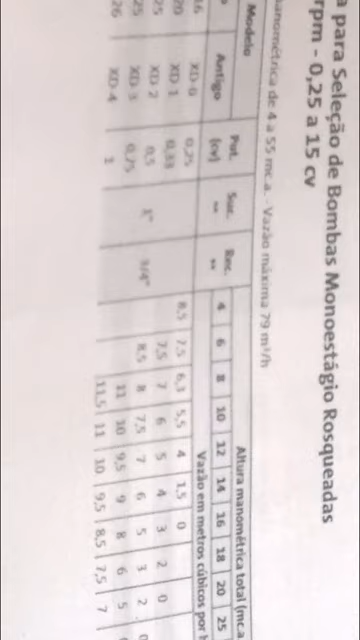 a para Seleção de Bombas Monoestágio Rosqueadas
rpm - 0,25 a 15 cv
anométrica de 4 a 55 mc.a. - Vazão máxima 79 m³/h
Modelo Pot. (cv) Suc. Rec. Altura manométrica total (mc.a
Antigo 4 6 8 10 12 14 16 18 20 25
Vazão em metros cúbicos por h
16 XD-0 0,25 8,5 7,5 6,3 5,5 4 1,5 0
20 XD-1 0,33 7,5 7 6 5 4 3 2 0
25 XD-2 0,5 1" 3/4" 8,5 8 7,5 7 6 5 3 2
25 XD-3 0,75 11 10 9,5 9 8 6 5
26 XD-4 1 11,5 11 10 9,5 8,5 7,5 7